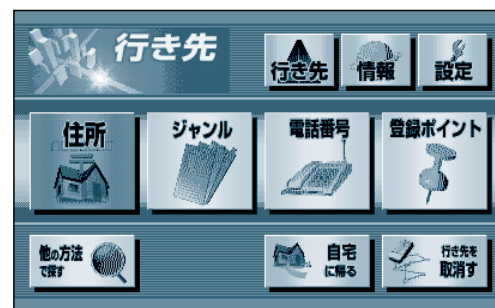 行き先
行き先
情報
設定
住所
ジャンル
電話番号
登録ポイント
他の方法
で探す
自宅
に帰る
行き先を
取消す